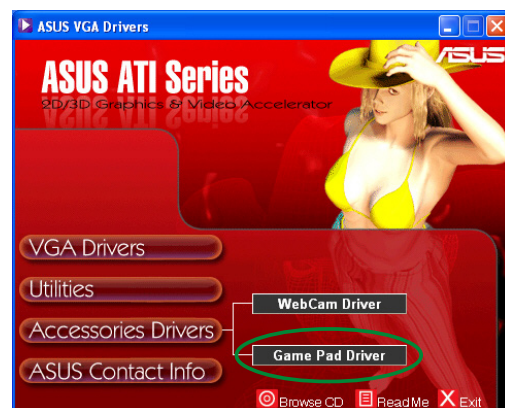 ASUS VGA Drivers
ASUS
ASUS ATI Series
2D/3D Graphics & Video Accelerator
VGA Drivers
Utilities
WebCam Driver
Accessories Drivers
Game Pad Driver
ASUS Contact Info
Browse CD ReadMe X Exit